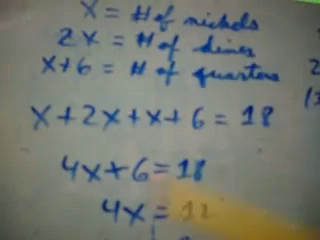 x = # of nickels
2x = # of dimes
x+6 = # of quarters
x+2x+x+6 = 18
4x+6=18
4x = 12